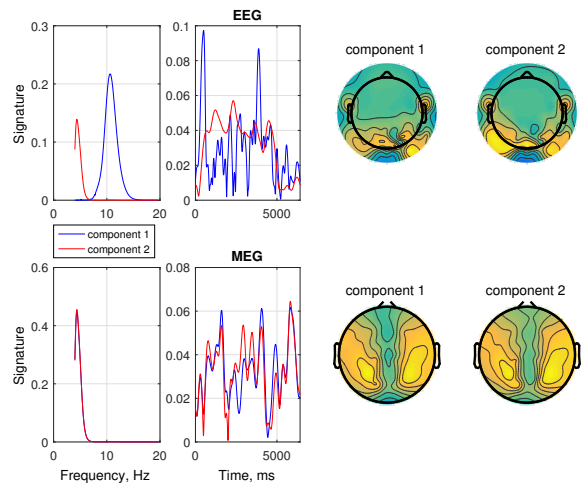 EEG
component 1
component 2
Signature
0.3
0.2
0.1
0
0
10
20
0.1
0.08
0.06
0.04
0.02
0
0
5000
component 1
component 2
MEG
component 1
component 2
Signature
0.6
0.4
0.2
0
0
10
20
Frequency, Hz
0.08
0.06
0.04
0.02
0
0
5000
Time, ms